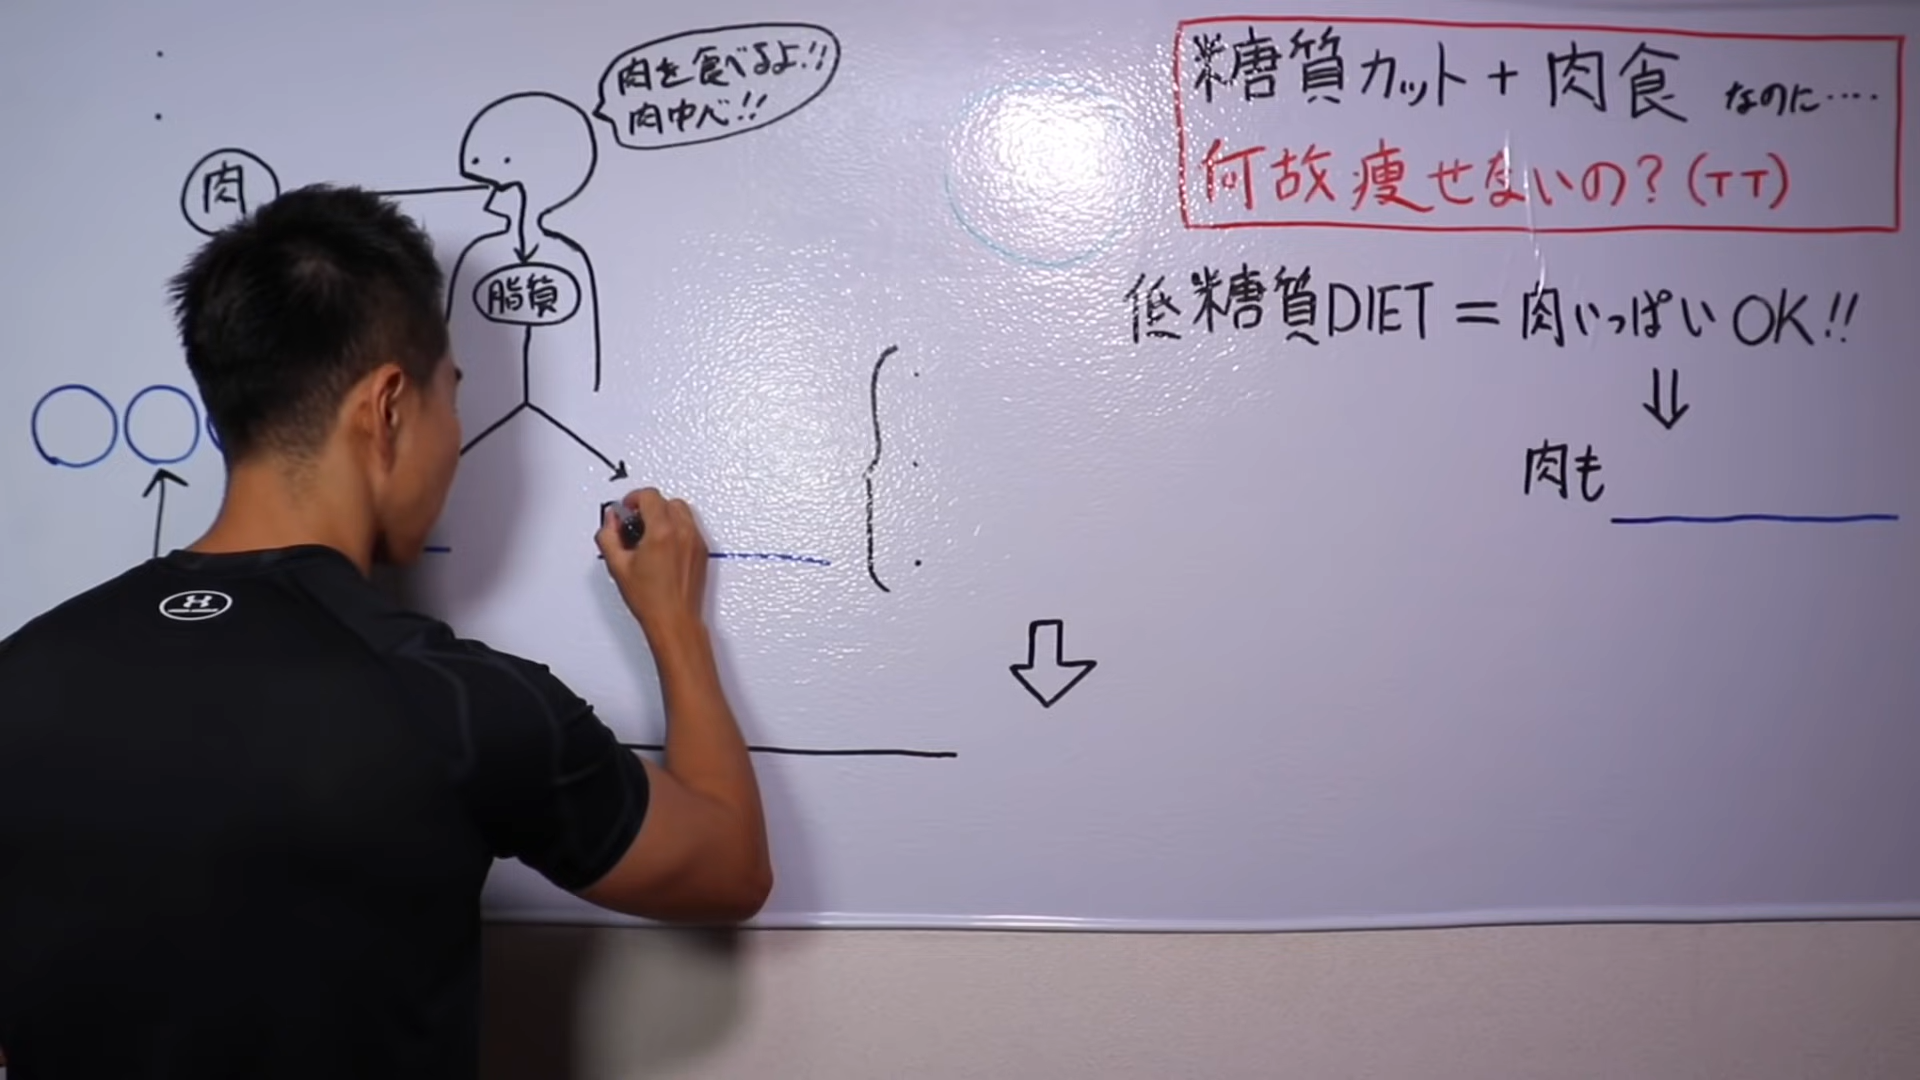 肉を食べるよ!!
肉中心!!
肉
脂質
糖質カット+肉食 なのに....
何故痩せないの?(TT)
低糖質DIET=肉いっぱいOK!!
肉も